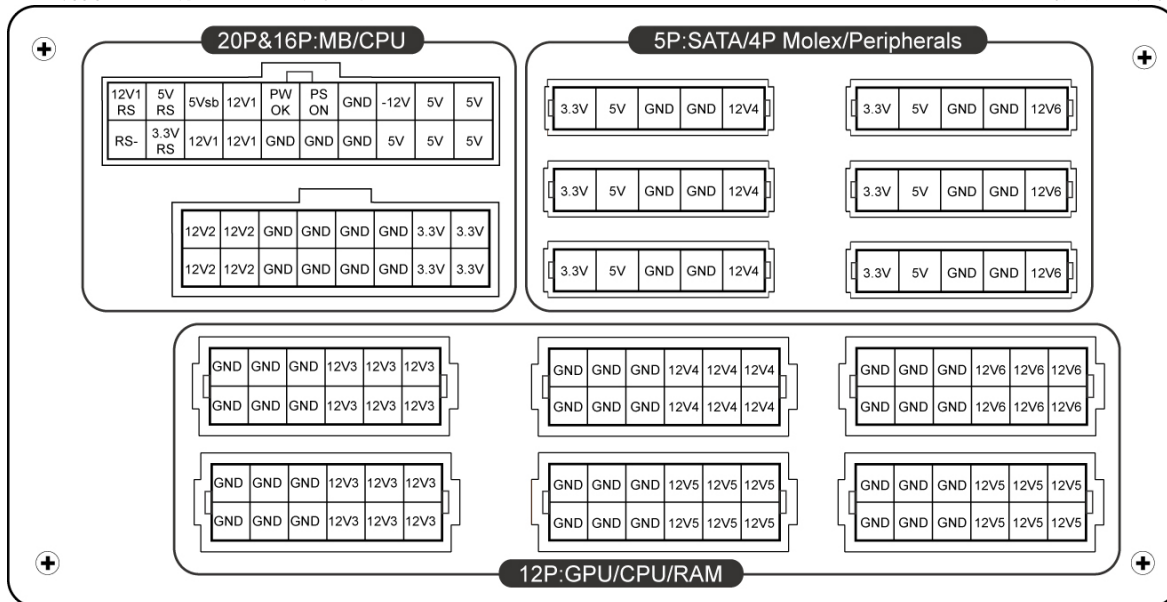 20P&16P:MB/CPU
12V1 RS 5V RS 5Vsb 12V1 PW OK PS ON GND -12V 5V 5V
RS- 3.3V RS 12V1 12V1 GND GND GND 5V 5V 5V
12V2 12V2 GND GND GND GND 3.3V 3.3V
12V2 12V2 GND GND GND GND 3.3V 3.3V
5P:SATA/4P Molex/Peripherals
3.3V 5V GND GND 12V4
3.3V 5V GND GND 12V6
3.3V 5V GND GND 12V4
3.3V 5V GND GND 12V6
3.3V 5V GND GND 12V4
3.3V 5V GND GND 12V6
GND GND GND 12V3 12V3 12V3
GND GND GND 12V3 12V3 12V3
GND GND GND 12V4 12V4 12V4
GND GND GND 12V4 12V4 12V4
GND GND GND 12V6 12V6 12V6
GND GND GND 12V6 12V6 12V6
GND GND GND 12V3 12V3 12V3
GND GND GND 12V3 12V3 12V3
GND GND GND 12V5 12V5 12V5
GND GND GND 12V5 12V5 12V5
GND GND GND 12V5 12V5 12V5
GND GND GND 12V5 12V5 12V5
12P:GPU/CPU/RAM